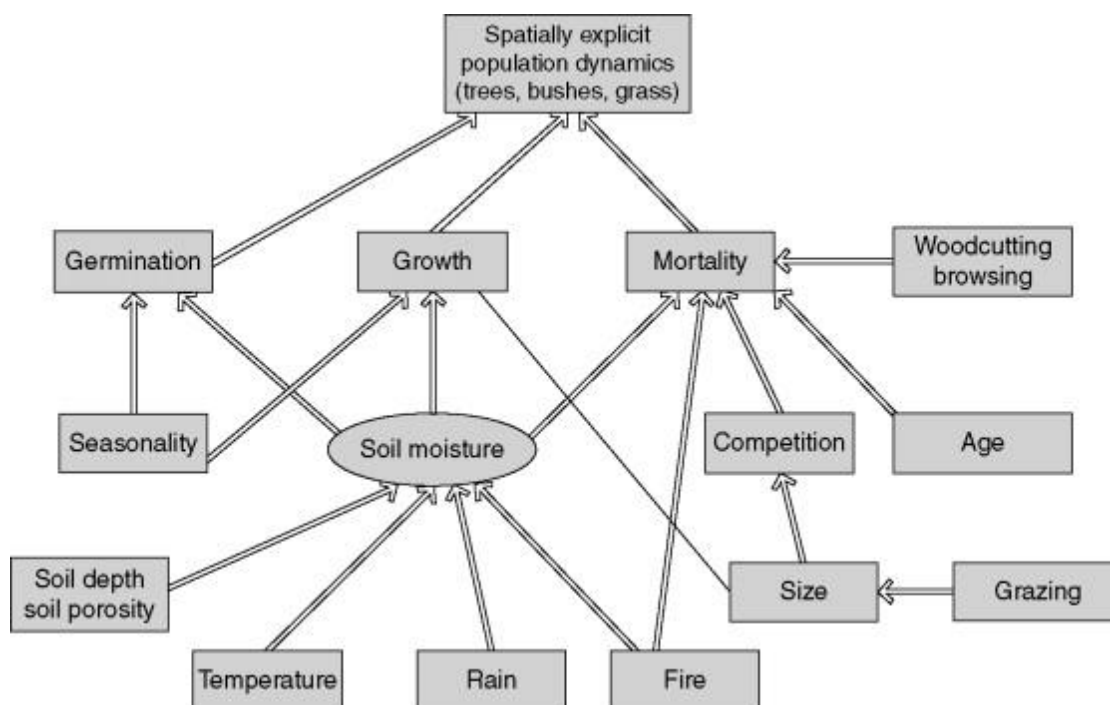 Spatially explicit
population dynamics
(trees, bushes, grass)
Germination
Growth
Mortality
Woodcutting
browsing
Seasonality
Soil moisture
Competition
Age
Soil depth
soil porosity
Size
Grazing
Temperature
Rain
Fire